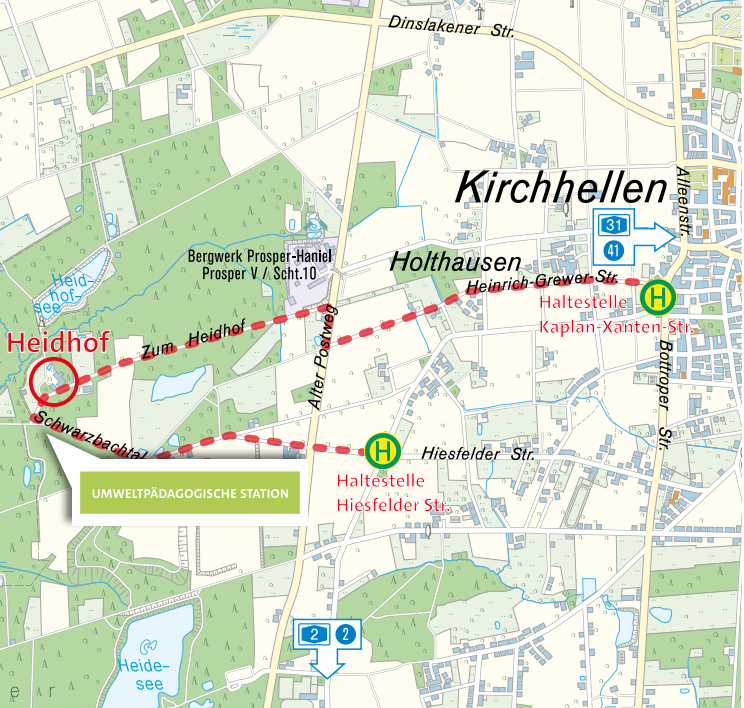 Dinslakener Str.
Kirchhellen
Alleenstr.
31
41
Bergwerk Prosper-Haniel
Prosper V / Scht.10
Holthausen
Heinrich-Grewer-Str.
Heid-
hof-
see
H
Haltestelle
Kaplan-Xanten-Str.
Heidhof
Zum Heidhof
Alter Postweg
Bottroper Str.
Schwarzbachtal
H
Hiesfelder Str.
Haltestelle
Hiesfelder Str.
UMWELTPÄDAGOGISCHE STATION
2
2
Heide-
see
e r